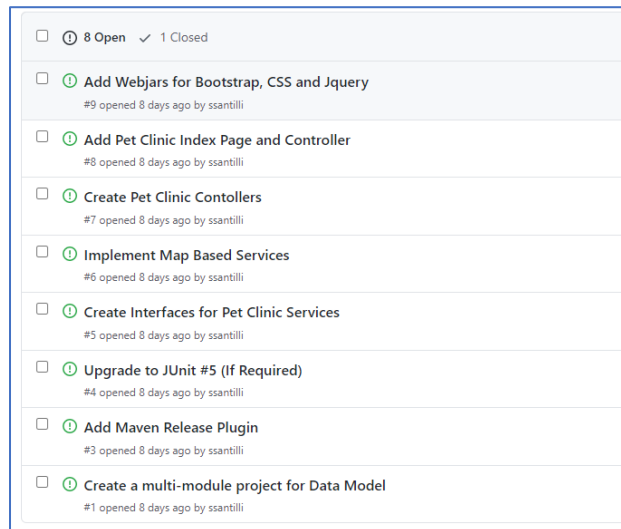 8 Open 1 Closed
Add Webjars for Bootstrap, CSS and Jquery
#9 opened 8 days ago by ssantilli
Add Pet Clinic Index Page and Controller
#8 opened 8 days ago by ssantilli
Create Pet Clinic Contollers
#7 opened 8 days ago by ssantilli
Implement Map Based Services
#6 opened 8 days ago by ssantilli
Create Interfaces for Pet Clinic Services
#5 opened 8 days ago by ssantilli
Upgrade to JUnit #5 (If Required)
#4 opened 8 days ago by ssantilli
Add Maven Release Plugin
#3 opened 8 days ago by ssantilli
Create a multi-module project for Data Model
#1 opened 8 days ago by ssantilli